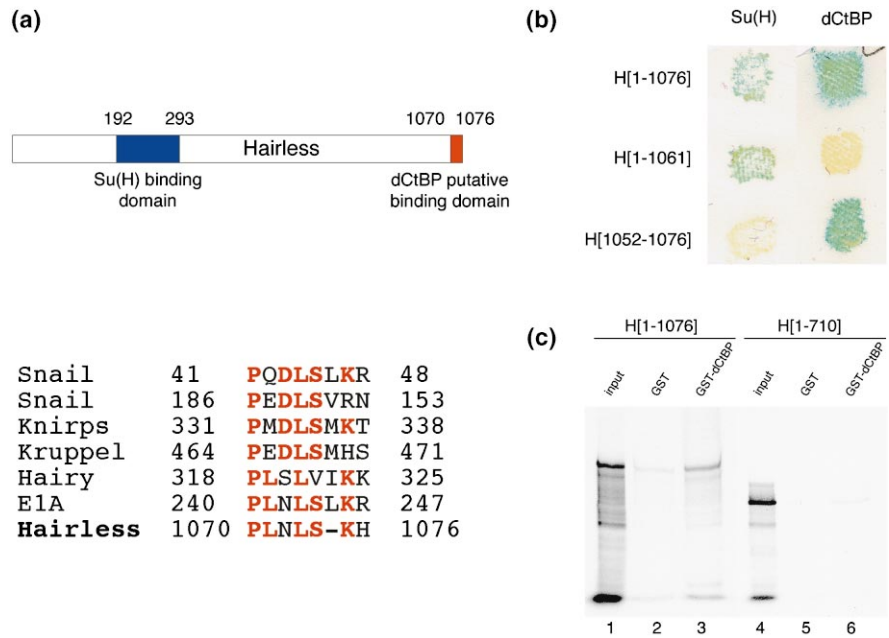 (a)
192 293 1070 1076
Hairless
Su(H) binding domain
dCtBP putative binding domain
Snail 41 PQDLSLKR 48
Snail 186 PEDLSVRN 153
Knirps 331 PMDLSMKT 338
Kruppel 464 PEDLSMHS 471
Hairy 318 PLSLVIKK 325
E1A 240 PLNLSLKR 247
Hairless 1070 PLNLS-KH 1076
(b)
Su(H) dCtBP
H[1-1076]
H[1-1061]
H[1052-1076]
(c)
H[1-1076] H[1-710]
input GST GST-dCtBP input GST GST-dCtBP
1 2 3 4 5 6